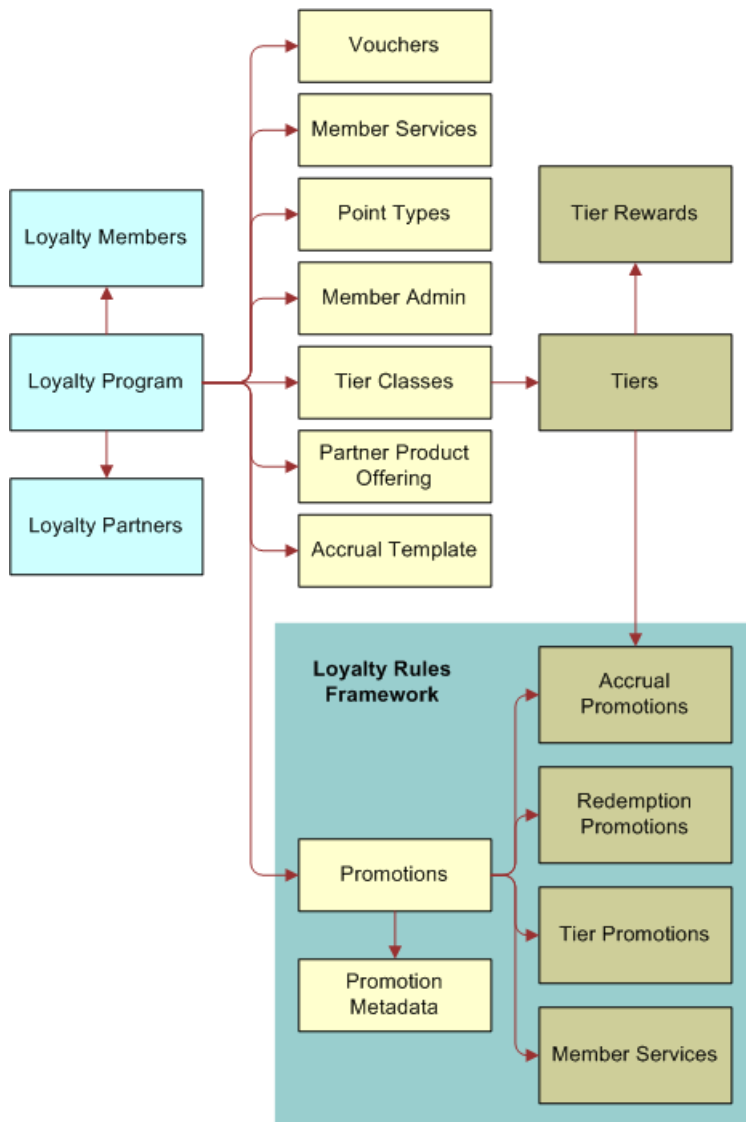 Vouchers
Member Services
Point Types
Member Admin
Tier Classes
Partner Product
Offering
Accrual Template
Loyalty Members
Loyalty Program
Loyalty Partners
Tier Rewards
Tiers
Loyalty Rules
Framework
Promotions
Promotion
Metadata
Accrual
Promotions
Redemption
Promotions
Tier Promotions
Member Services